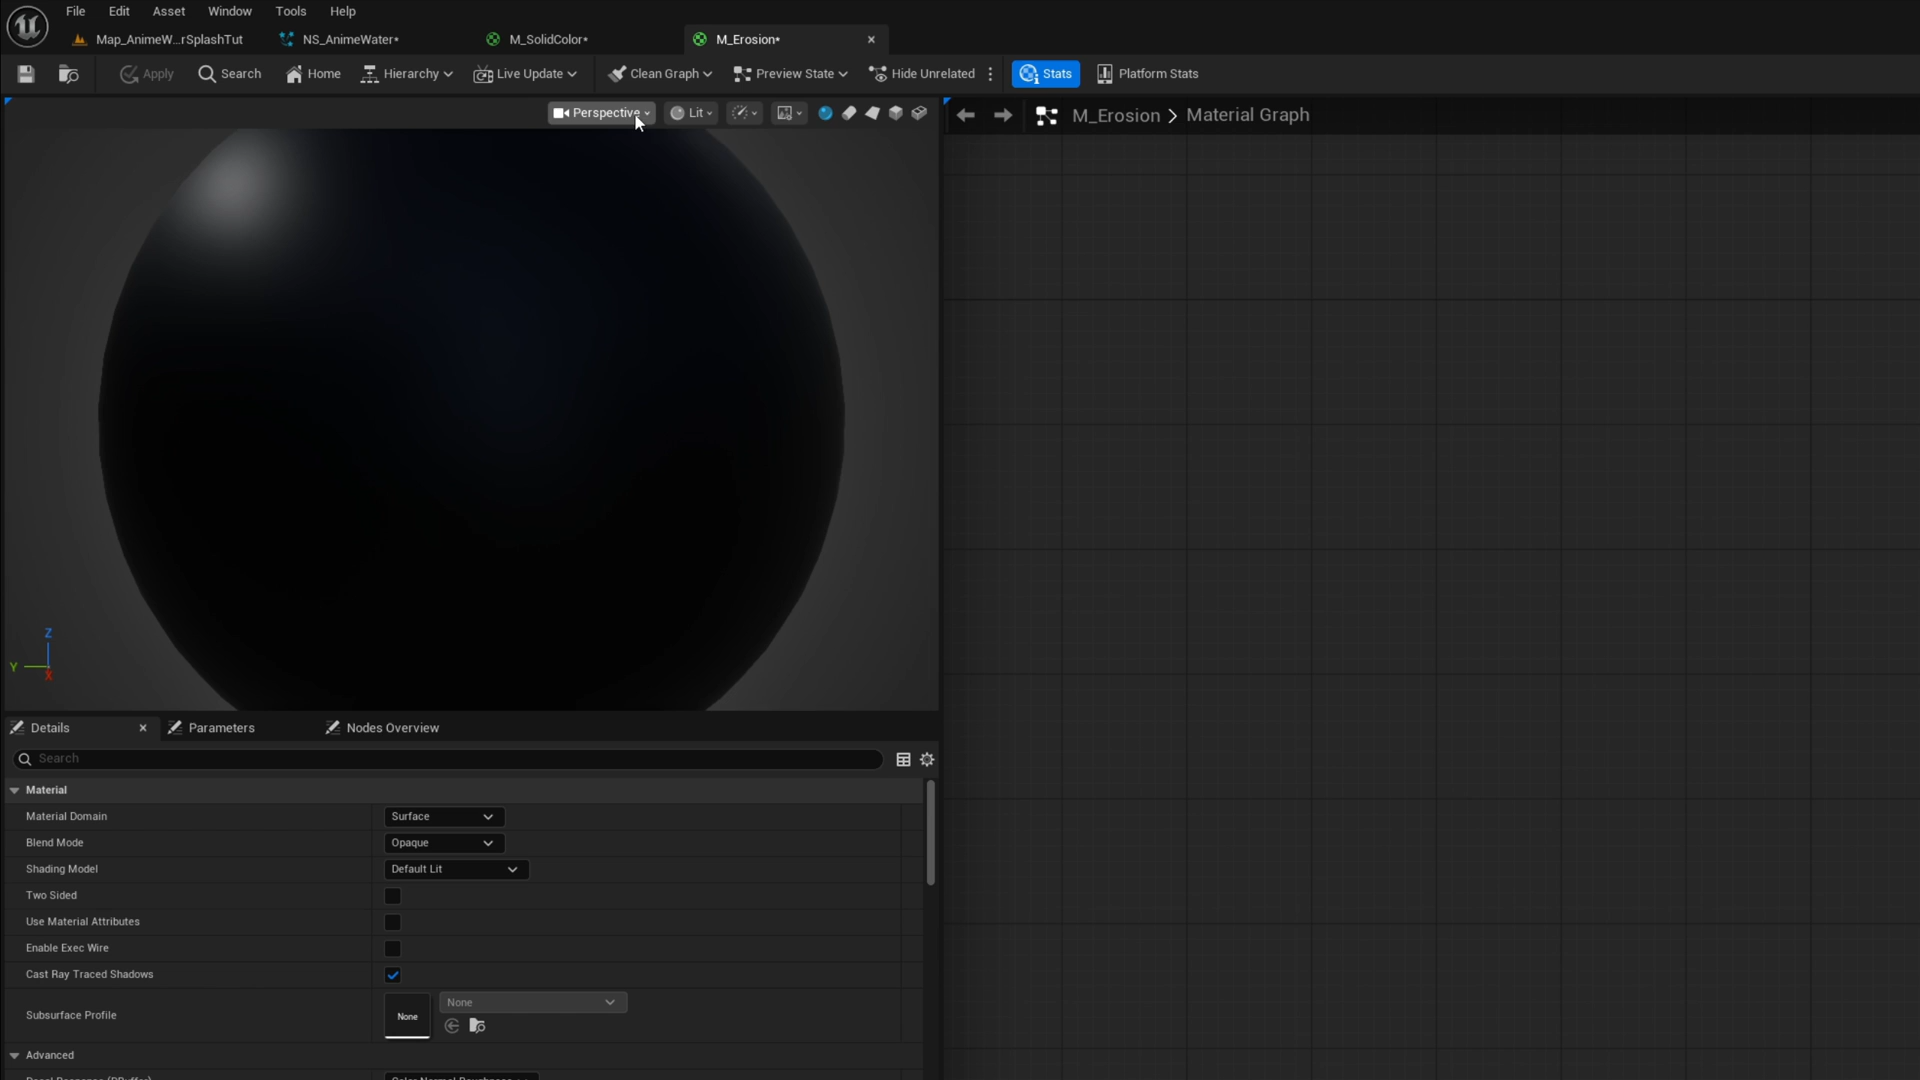 File Edit Asset Window Tools Help
Map_AnimeW...rSplashTut NS_AnimeWater* M_SolidColor* M_Erosion*
Apply Search Home Hierarchy Live Update Clean Graph Preview State Hide Unrelated Stats Platform Stats
Perspective Lit
M_Erosion > Material Graph
Z
Y
X
Details Parameters Nodes Overview
Search
Material
Material Domain Surface
Blend Mode Opaque
Shading Model Default Lit
Two Sided
Use Material Attributes
Enable Exec Wire
Cast Ray Traced Shadows
Subsurface Profile None None
Advanced